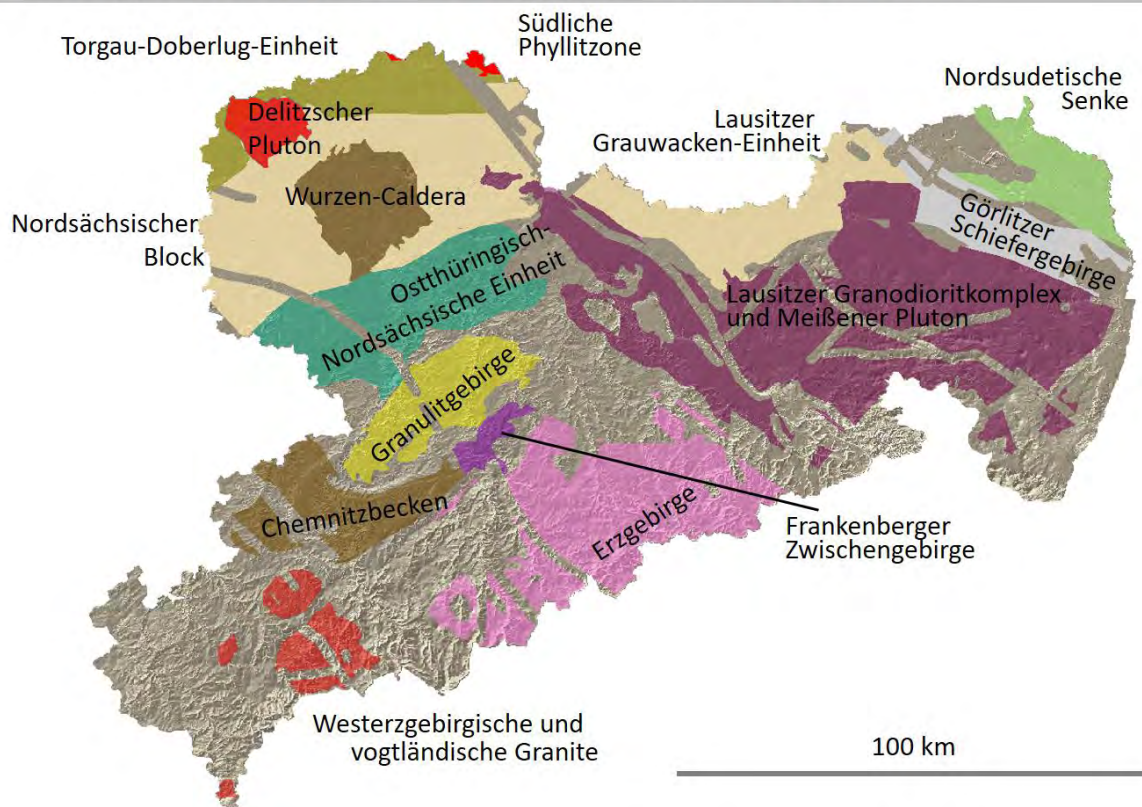 Torgau-Doberlug-Einheit
Südliche
Phyllitzone
Nordsudetische
Senke
Delitzscher
Pluton
Lausitzer
Grauwacken-Einheit
Wurzen-Caldera
Nordsächsischer
Block
Ostthüringisch-
Nordsächsische Einheit
Görlitzer
Schiefergebirge
Lausitzer Granodioritkomplex
und Meißener Pluton
Granulitgebirge
Chemnitzbecken
Erzgebirge
Frankenberger
Zwischengebirge
Westerzgebirgische und
vogtländische Granite
100 km